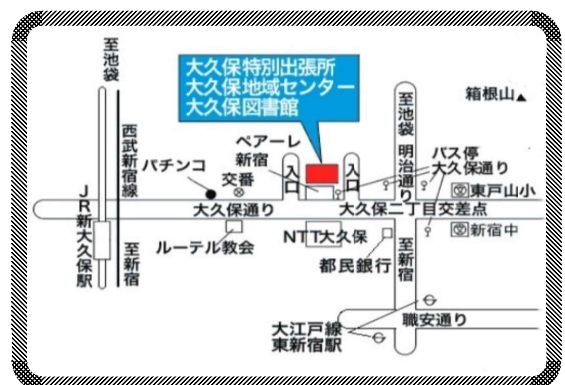 大久保特別出張所
大久保地域センター
大久保図書館
至池袋
西武新宿線
至新宿
JR新大久保駅
パチンコ
交番
ペアーレ
新宿
入口
入口
至池袋
明治通り
箱根山▲
バス停
大久保通り
文 東戸山小
大久保通り
大久保二丁目交差点
ルーテル教会
NTT大久保
都民銀行
文 新宿中
至新宿
職安通り
大江戸線
東新宿駅